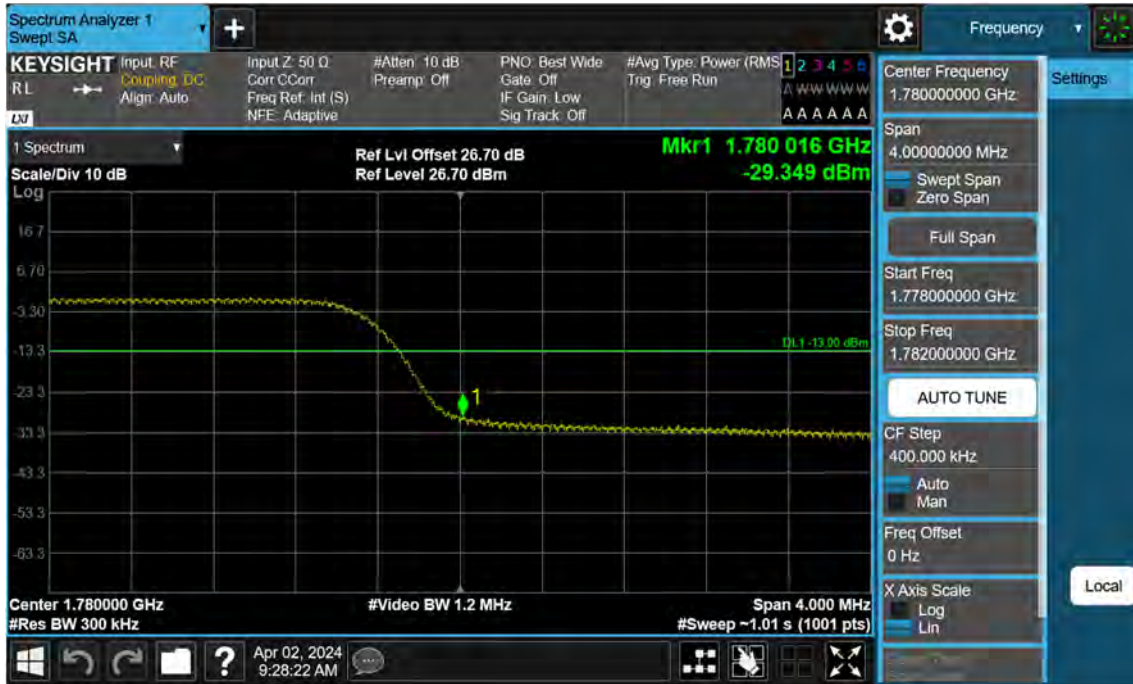 Spectrum Analyzer 1
Swept SA
Frequency
KEYSIGHT
RL
LXI
Input: RF
Coupling: DC
Align: Auto
Input Z: 50 Ω
Corr CCorr
Freq Ref: Int (S)
NFE: Adaptive
#Atten: 10 dB
Preamp: Off
PNO: Best Wide
Gate: Off
IF Gain: Low
Sig Track: Off
#Avg Type: Power (RMS
Trig: Free Run
1 2 3 4 5 6
A W W W W W
A A A A A A
1 Spectrum
Scale/Div 10 dB
Ref Lvl Offset 26.70 dB
Ref Level 26.70 dBm
Mkr1 1.780 016 GHz
-29.349 dBm
Log
16.7
6.70
-3.30
-13.3
DL1 -13.00 dBm
-23.3
1
-33.3
-43.3
-53.3
-63.3
Center 1.780000 GHz
#Video BW 1.2 MHz
Span 4.000 MHz
#Res BW 300 kHz
#Sweep ~1.01 s (1001 pts)
Apr 02, 2024
9:28:22 AM
Center Frequency
1.780000000 GHz
Settings
Span
4.00000000 MHz
Swept Span
Zero Span
Full Span
Start Freq
1.778000000 GHz
Stop Freq
1.782000000 GHz
AUTO TUNE
CF Step
400.000 kHz
Auto
Man
Freq Offset
0 Hz
X Axis Scale
Log
Lin
Local